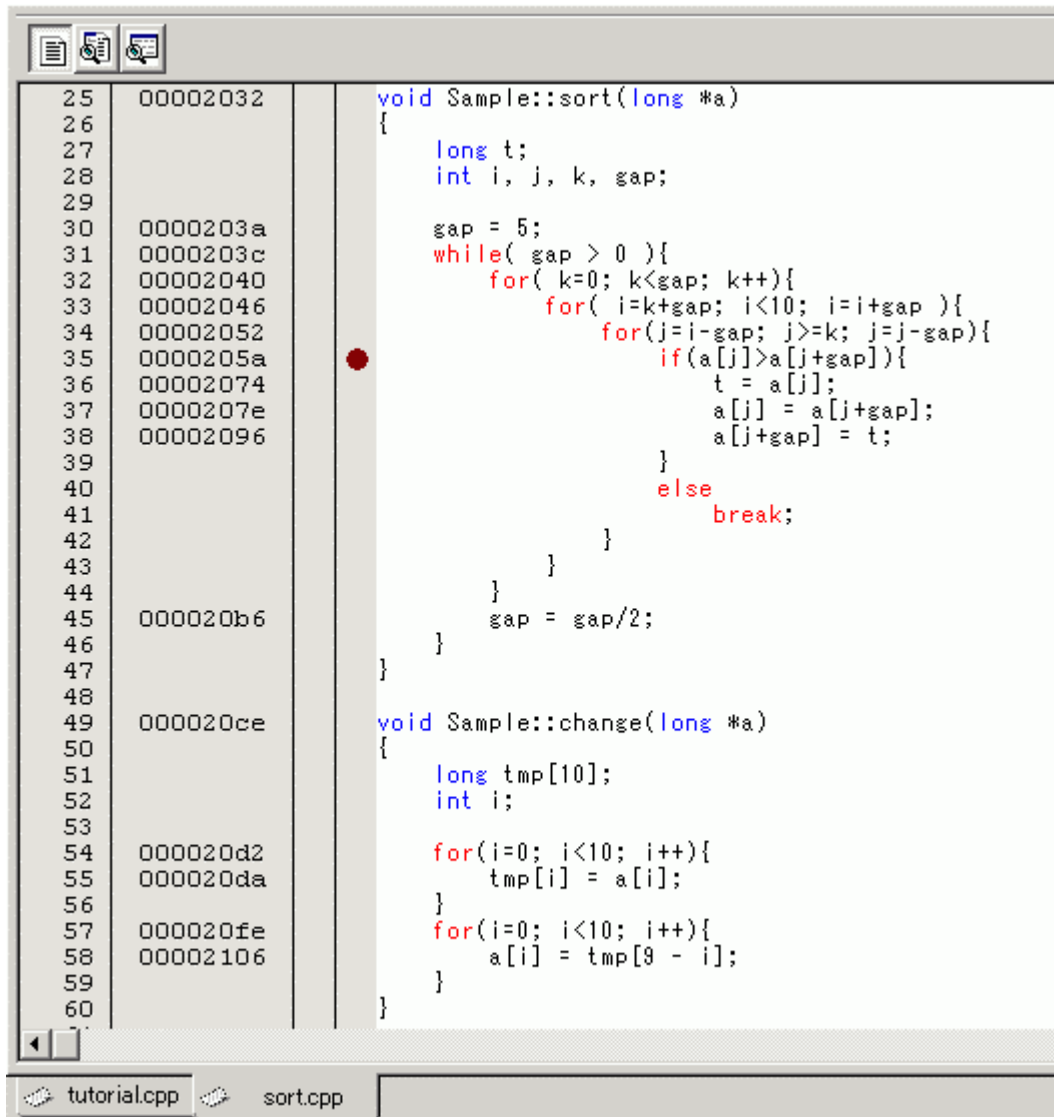 25 00002032 void Sample::sort(long *a)
26 {
27 long t;
28 int i, j, k, gap;
29
30 0000203a gap = 5;
31 0000203c while( gap > 0 ){
32 00002040 for( k=0; k<gap; k++){
33 00002046 for( i=k+gap; i<10; i=i+gap ){
34 00002052 for(j=i-gap; j>=k; j=j-gap){
35 0000205a if(a[j]>a[j+gap]){
36 00002074 t = a[j];
37 0000207e a[j] = a[j+gap];
38 00002096 a[j+gap] = t;
39 }
40 else
41 break;
42 }
43 }
44 }
45 000020b6 gap = gap/2;
46 }
47 }
48
49 000020ce void Sample::change(long *a)
50 {
51 long tmp[10];
52 int i;
53
54 000020d2 for(i=0; i<10; i++){
55 000020da tmp[i] = a[i];
56 }
57 000020fe for(i=0; i<10; i++){
58 00002106 a[i] = tmp[9 - i];
59 }
60 }
tutorial.cpp sort.cpp